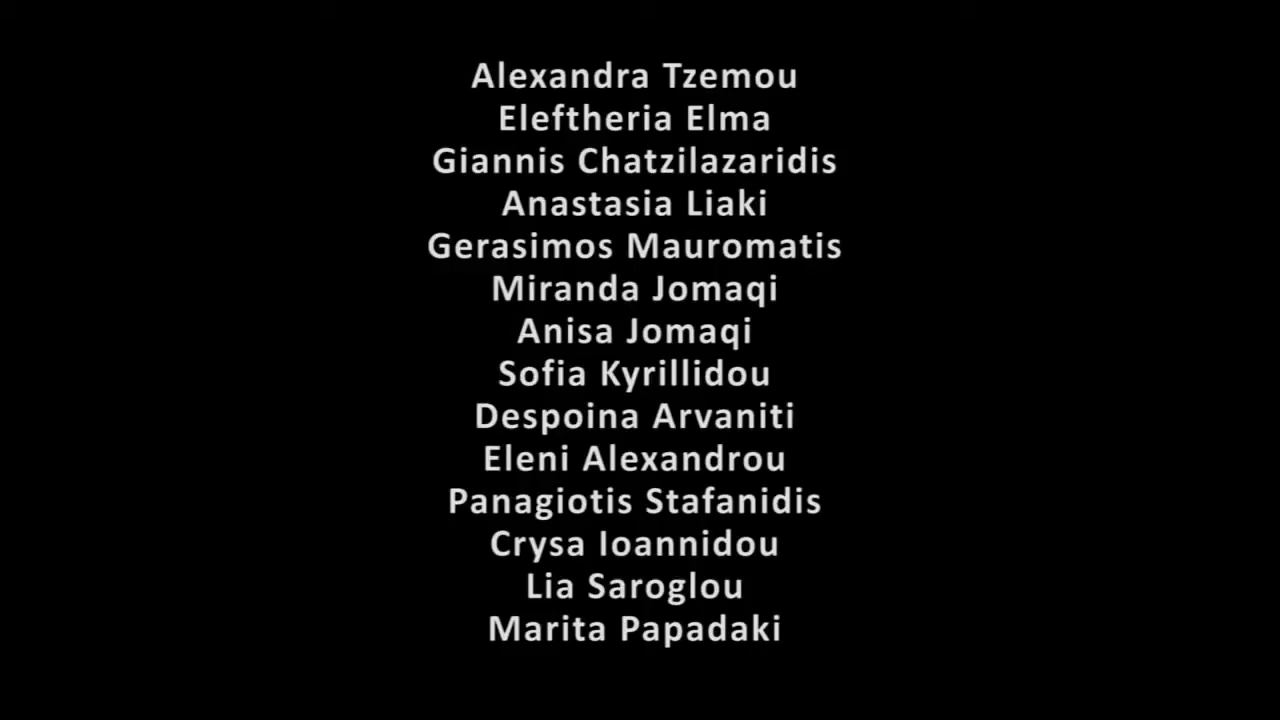 Alexandra Tzemou
Eleftheria Elma
Giannis Chatzilazaridis
Anastasia Liaki
Gerasimos Mauromatis
Miranda Jomaqi
Anisa Jomaqi
Sofia Kyrillidou
Despoina Arvaniti
Eleni Alexandrou
Panagiotis Stafanidis
Crysa Ioannidou
Lia Saroglou
Marita Papadaki